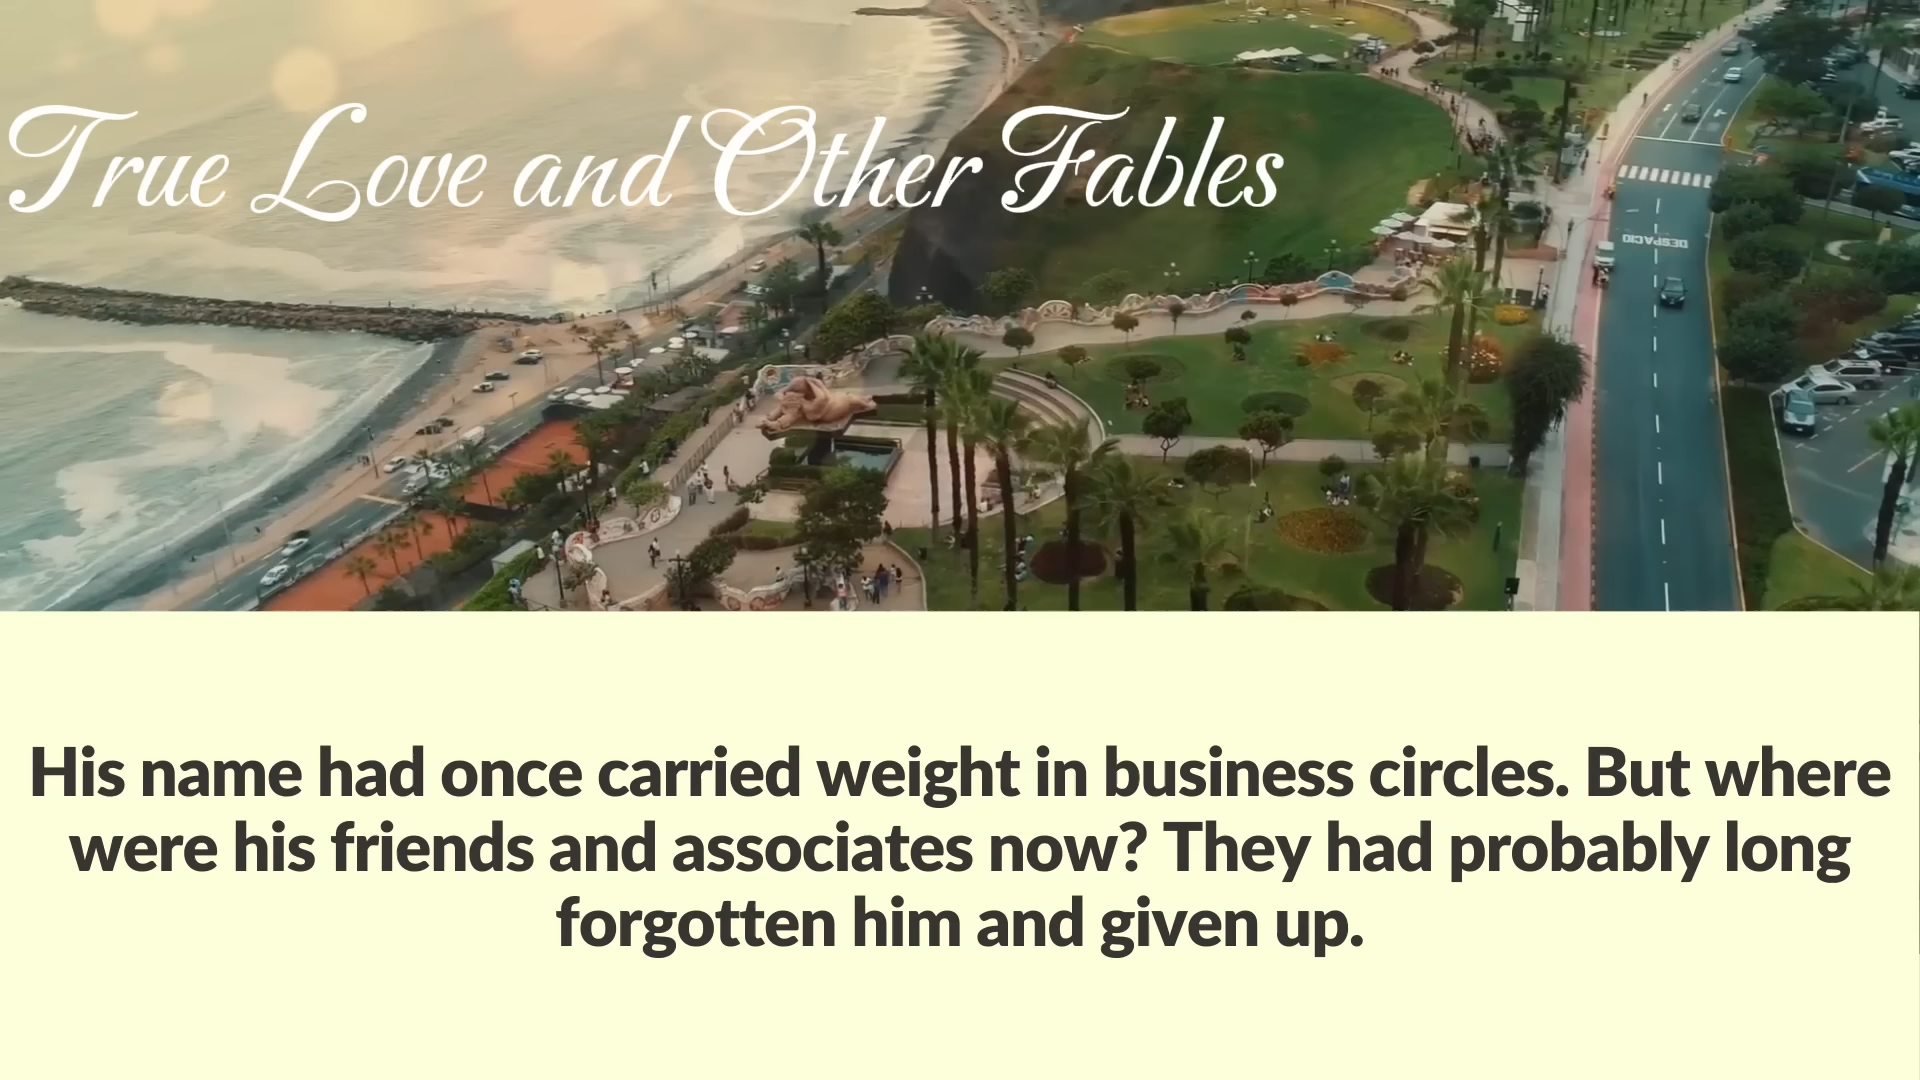 True Love and Other Fables
DESPACIO
His name had once carried weight in business circles. But where
were his friends and associates now? They had probably long
forgotten him and given up.